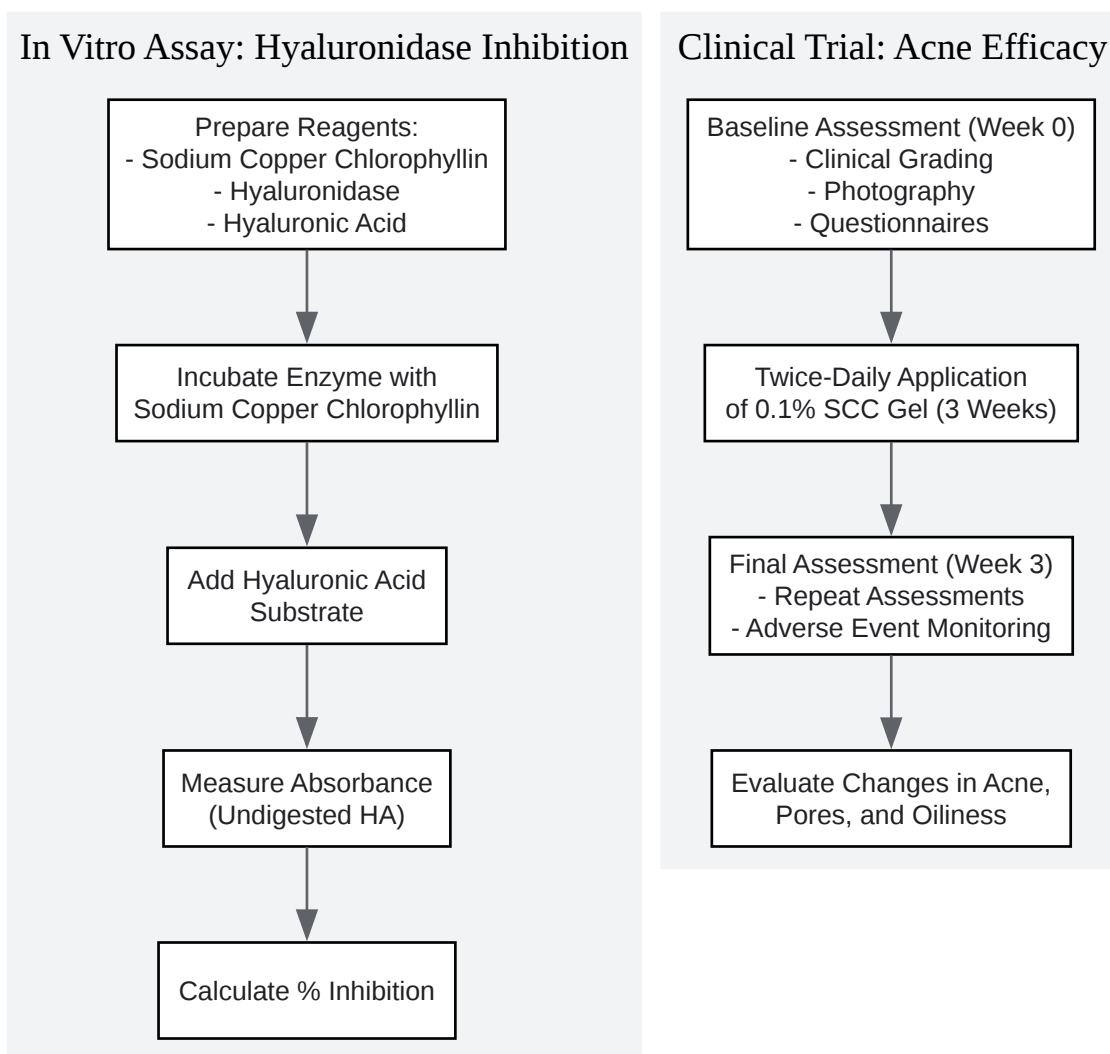 In Vitro Assay: Hyaluronidase Inhibition
Prepare Reagents:
- Sodium Copper Chlorophyllin
- Hyaluronidase
- Hyaluronic Acid
Incubate Enzyme with
Sodium Copper Chlorophyllin
Add Hyaluronic Acid
Substrate
Measure Absorbance
(Undigested HA)
Calculate % Inhibition
Clinical Trial: Acne Efficacy
Baseline Assessment (Week 0)
- Clinical Grading
- Photography
- Questionnaires
Twice-Daily Application
of 0.1% SCC Gel (3 Weeks)
Final Assessment (Week 3)
- Repeat Assessments
- Adverse Event Monitoring
Evaluate Changes in Acne,
Pores, and Oiliness